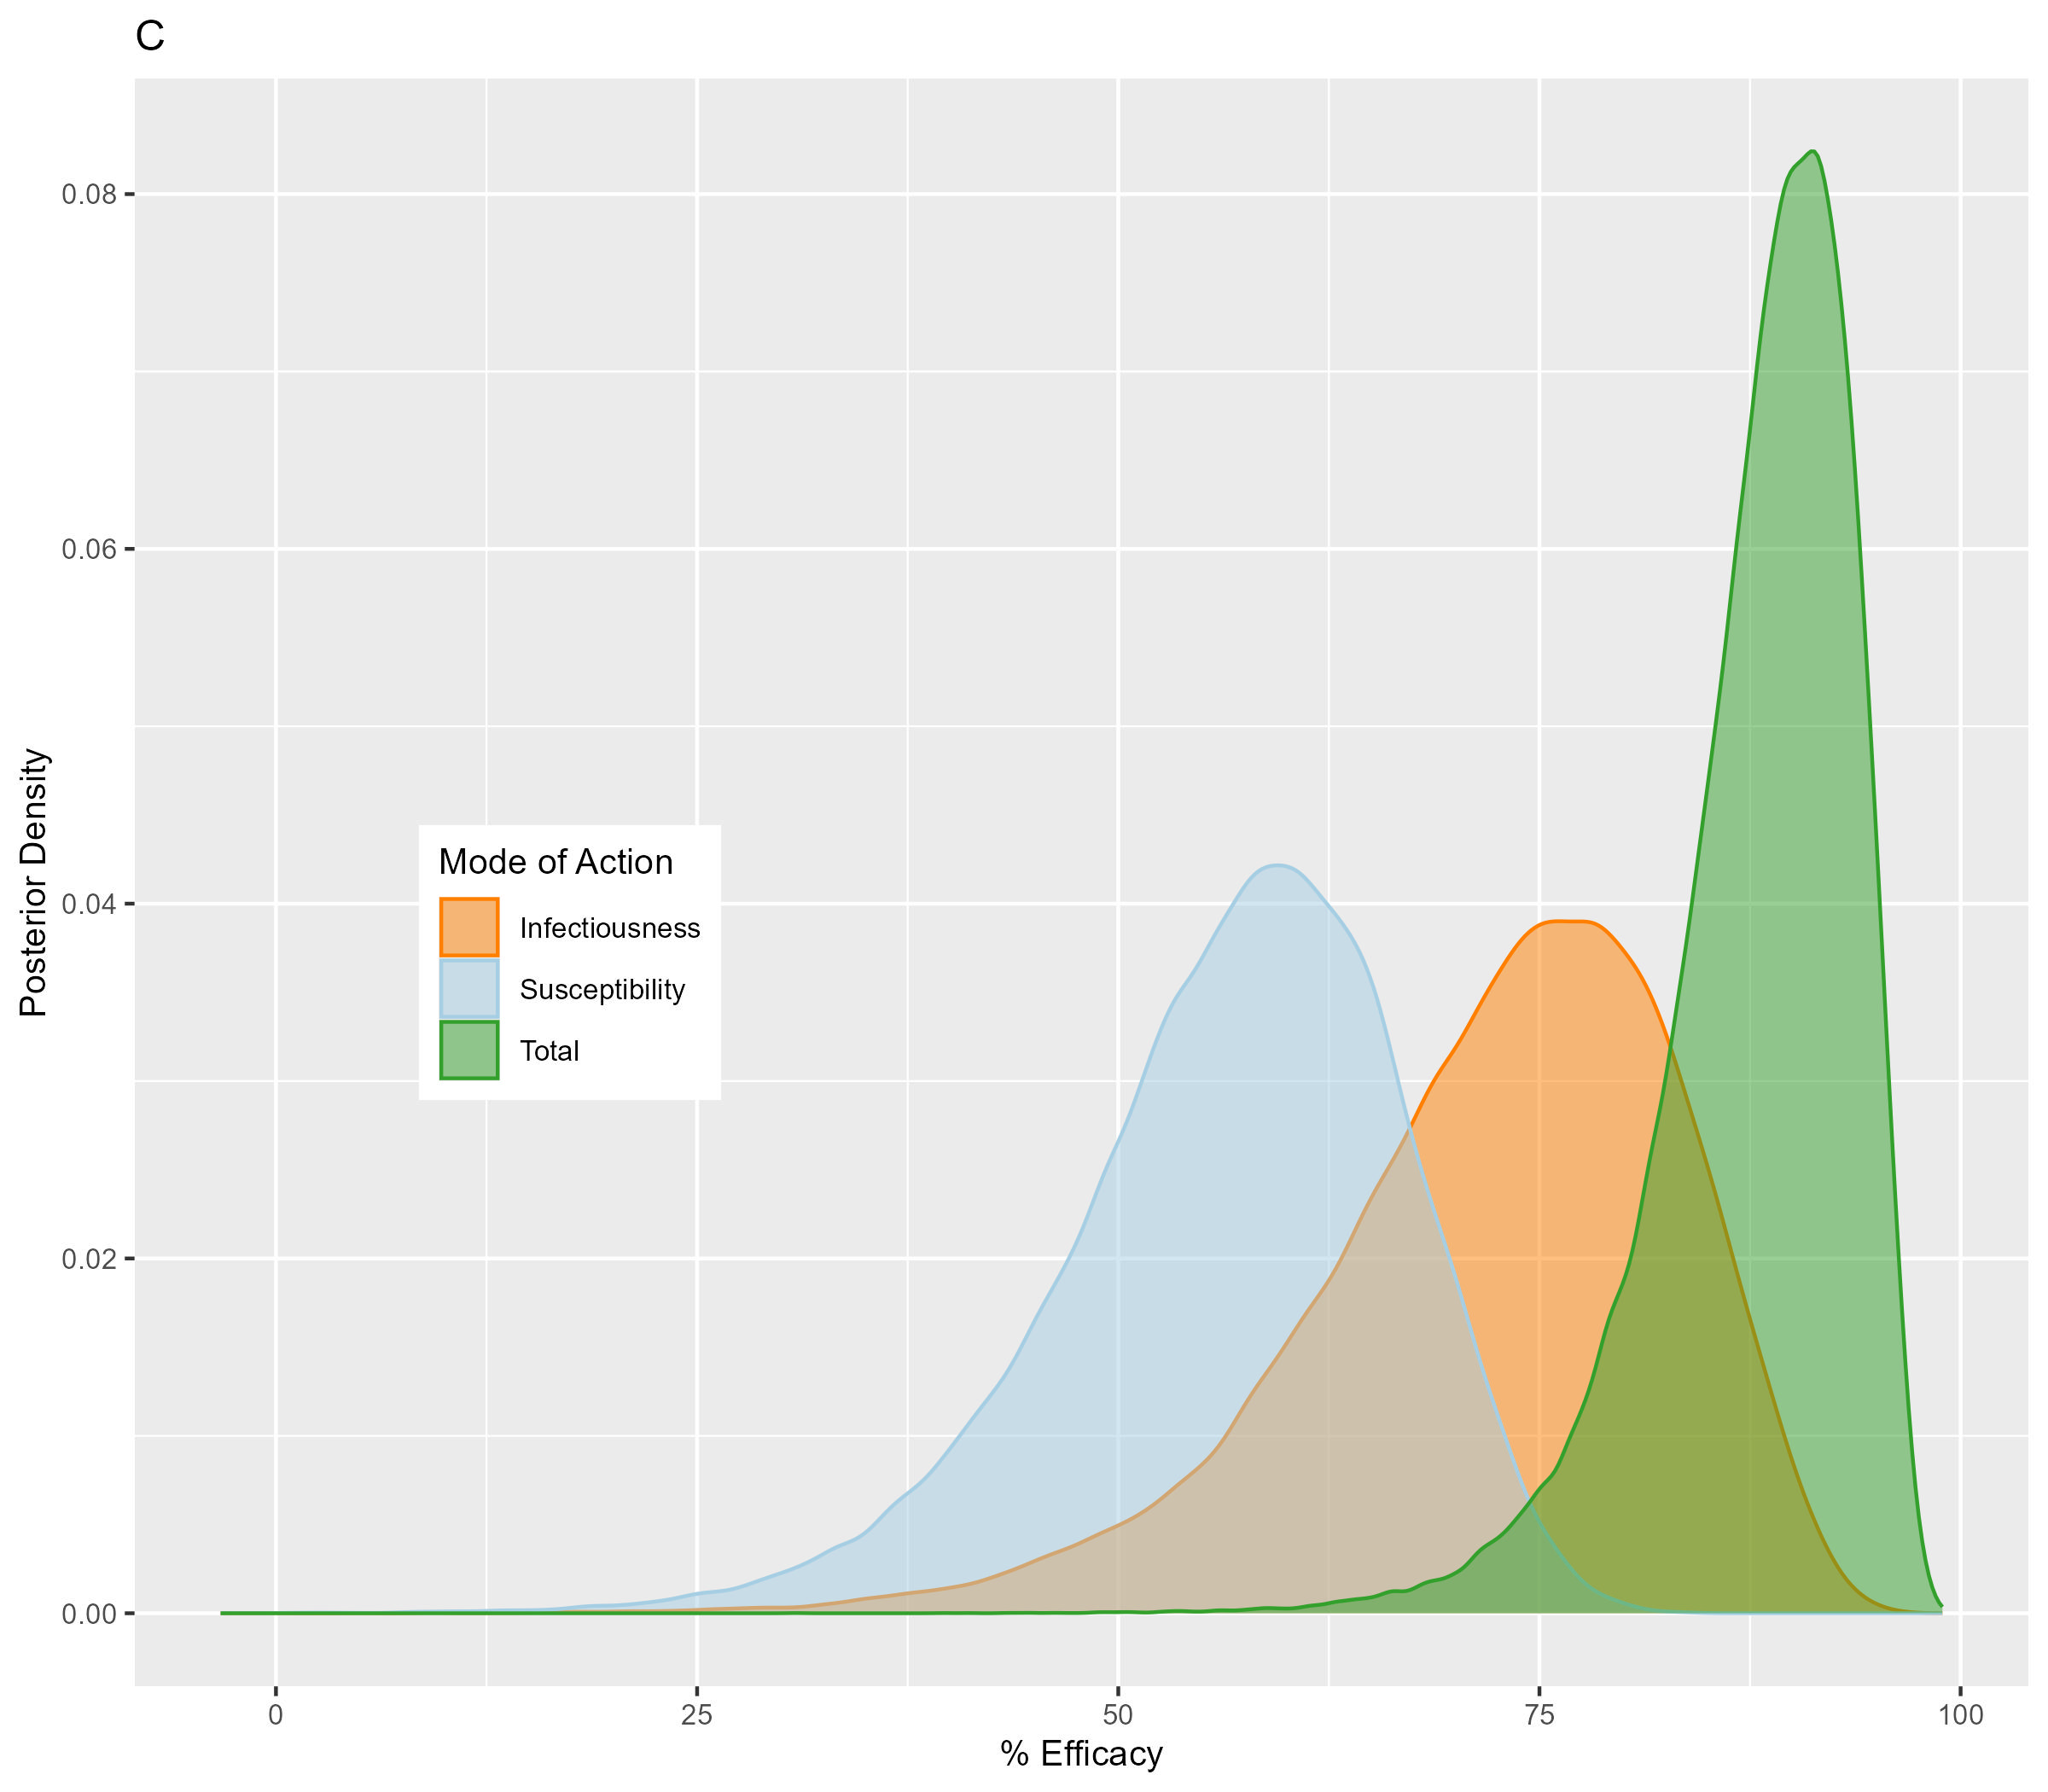 C
0.08
0.06
0.04
0.02
0.00
Posterior Density
Mode of Action
Infectiousness
Susceptibility
Total
0
25
50
75
100
% Efficacy